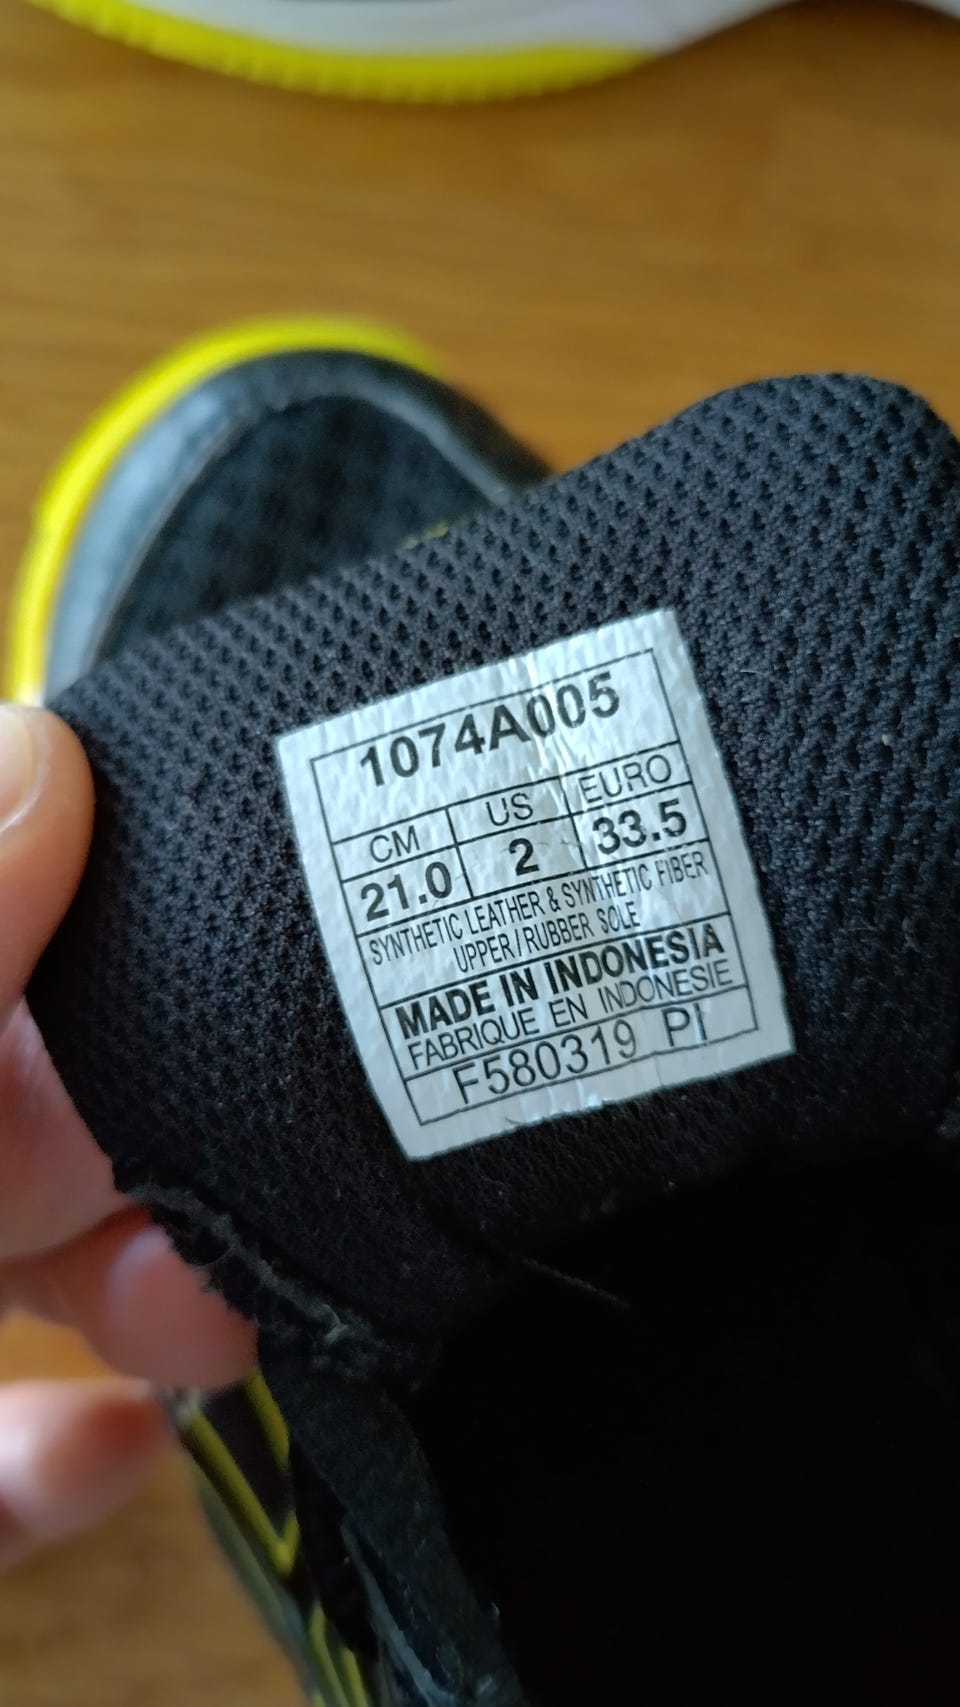 1074A005
CM US EURO
21.0 2 33.5
SYNTHETIC LEATHER & SYNTHETIC FIBER
UPPER / RUBBER SOLE
MADE IN INDONESIA
FABRIQUE EN INDONESIE
F580319 PI